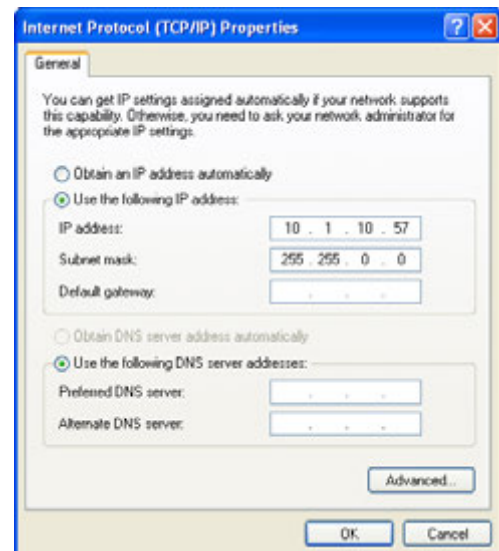 Internet Protocol (TCP/IP) Properties
General
You can get IP settings assigned automatically if your network supports
this capability. Otherwise, you need to ask your network administrator for
the appropriate IP settings.
Obtain an IP address automatically
Use the following IP address:
IP address: 10 . 1 . 10 . 57
Subnet mask: 255 . 255 . 0 . 0
Default gateway: . . .
Obtain DNS server address automatically
Use the following DNS server addresses:
Preferred DNS server: . . .
Alternate DNS server: . . .
Advanced...
OK Cancel